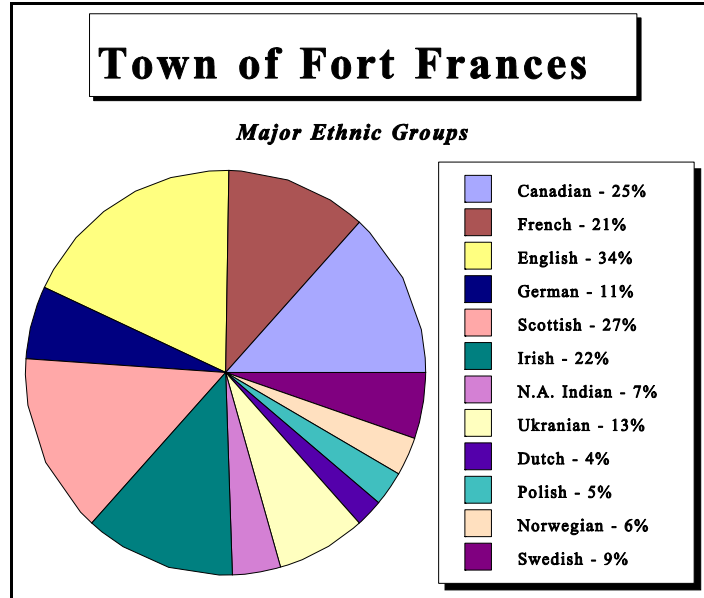 Town of Fort Frances
Major Ethnic Groups
Canadian - 25%
French - 21%
English - 34%
German - 11%
Scottish - 27%
Irish - 22%
N.A. Indian - 7%
Ukranian - 13%
Dutch - 4%
Polish - 5%
Norwegian - 6%
Swedish - 9%